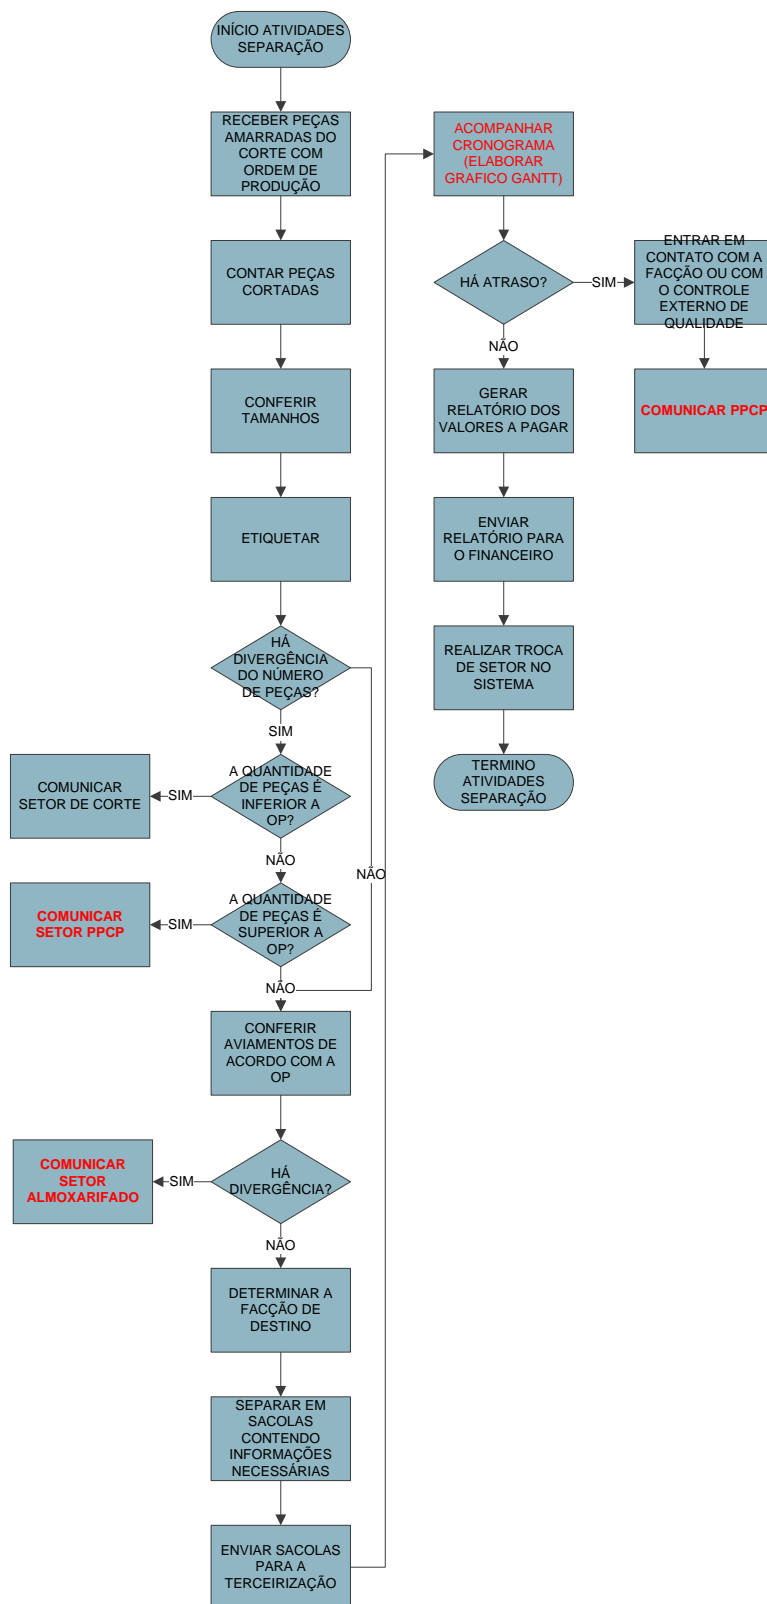 INÍCIO ATIVIDADES
SEPARAÇÃO
RECEBER PEÇAS
AMARRADAS DO
CORTE COM
ORDEM DE
PRODUÇÃO
CONTAR PEÇAS
CORTADAS
CONFERIR
TAMANHOS
ETIQUETAR
HÁ
DIVERGÊNCIA
DO NÚMERO
DE PEÇAS?
SIM
A QUANTIDADE
DE PEÇAS É
INFERIOR A
OP?
SIM
COMUNICAR
SETOR DE CORTE
NÃO
NÃO
A QUANTIDADE
DE PEÇAS É
SUPERIOR A
OP?
SIM
COMUNICAR
SETOR PPCP
NÃO
CONFERIR
AVIAMENTOS DE
ACORDO COM A
OP
HÁ
DIVERGÊNCIA?
SIM
COMUNICAR
SETOR
ALMOXARIFADO
NÃO
DETERMINAR A
FACÇÃO DE
DESTINO
SEPARAR EM
SACOLAS
CONTENDO
INFORMAÇÕES
NECESSÁRIAS
ENVIAR SACOLAS
PARA A
TERCEIRIZAÇÃO
ACOMPANHAR
CRONOGRAMA
(ELABORAR
GRAFICO GANTT)
HÁ ATRASO?
SIM
ENTRAR EM
CONTATO COM A
FACÇÃO OU COM
O CONTROLE
EXTERNO DE
QUALIDADE
COMUNICAR PPCP
NÃO
GERAR
RELATÓRIO DOS
VALORES A PAGAR
ENVIAR
RELATÓRIO PARA
O FINANCEIRO
REALIZAR TROCA
DE SETOR NO
SISTEMA
TERMINO
ATIVIDADES
SEPARAÇÃO